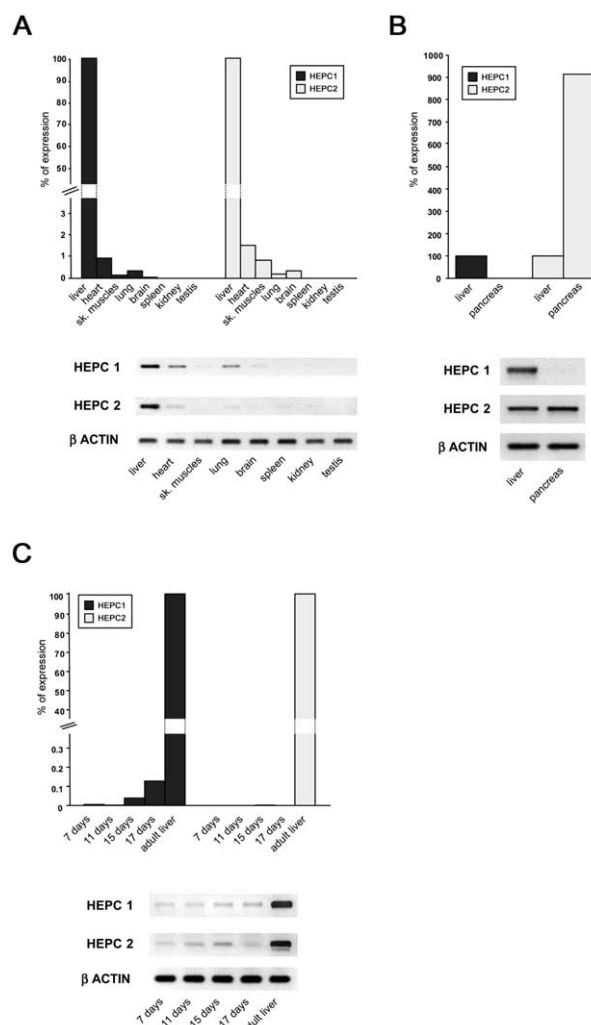 A
% of expression
100
90
80
70
60
50
3
2
1
0
HEPC1
HEPC2
liver
heart
sk. muscles
lung
brain
spleen
kidney
testis
liver
heart
sk. muscles
lung
brain
spleen
kidney
testis
HEPC 1
HEPC 2
β ACTIN
liver
heart
sk. muscles
lung
brain
spleen
kidney
testis
B
% of expression
1000
900
800
700
600
500
400
300
200
100
0
HEPC1
HEPC2
liver
pancreas
liver
pancreas
HEPC 1
HEPC 2
β ACTIN
liver
pancreas
C
% of expression
100
90
80
70
60
50
40
0.3
0.2
0.1
0
HEPC1
HEPC2
7 days
11 days
15 days
17 days
adult liver
7 days
11 days
15 days
17 days
adult liver
HEPC 1
HEPC 2
β ACTIN
7 days
11 days
15 days
17 days
adult liver